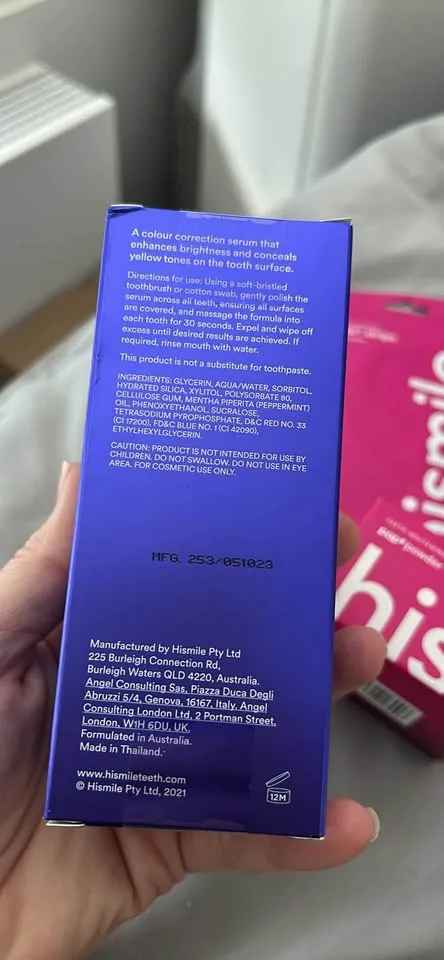 A colour correction serum that
enhances brightness and conceals
yellow tones on the tooth surface.
Directions for use: Using a soft-bristled
toothbrush or cotton swab, gently polish the
serum across all teeth, ensuring all surfaces
are covered, and massage the formula into
each tooth for 30 seconds. Expel and wipe off
excess until desired results are achieved. If
required, rinse mouth with water.
This product is not a substitute for toothpaste.
INGREDIENTS: GLYCERIN, AQUA/WATER, SORBITOL,
HYDRATED SILICA, XYLITOL, POLYSORBATE 80,
CELLULOSE GUM, MENTHA PIPERITA (PEPPERMINT)
OIL, PHENOXYETHANOL, SUCRALOSE,
TETRASODIUM PYROPHOSPHATE, D&C RED NO. 33
(CI 17200), FD&C BLUE NO. 1 (CI 42090),
ETHYLHEXYLGLYCERIN.
CAUTION: PRODUCT IS NOT INTENDED FOR USE BY
CHILDREN. DO NOT SWALLOW. DO NOT USE IN EYE
AREA. FOR COSMETIC USE ONLY.
MFG. 253/051023
Manufactured by Hismile Pty Ltd
225 Burleigh Connection Rd,
Burleigh Waters QLD 4220, Australia.
Angel Consulting Sas, Piazza Duca Degli
Abruzzi 5/4, Genova, 16167, Italy. Angel
Consulting London Ltd, 2 Portman Street,
London, W1H 6DU, UK.
Formulated in Australia.
Made in Thailand.
www.hismileteeth.com
© Hismile Pty Ltd, 2021
12M
ismile
powder
his